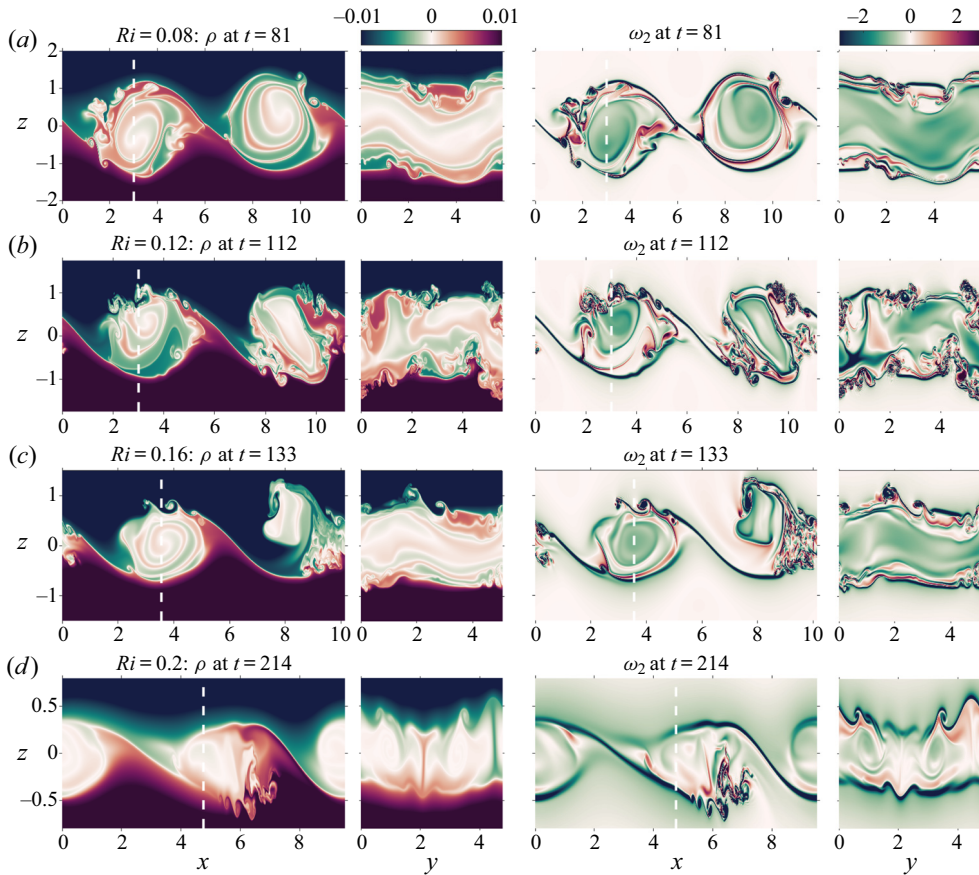 −0.01 0 0.01 −2 0 2
(a) Ri = 0.08: ρ at t = 81 ω2 at t = 81
2
1
z 0
−1
−2
0 2 4 6 8 10 0 2 4 0 2 4 6 8 10 0 2 4
(b) Ri = 0.12: ρ at t = 112 ω2 at t = 112
1
z 0
−1
0 2 4 6 8 10 0 2 4 0 2 4 6 8 10 0 2 4
(c) Ri = 0.16: ρ at t = 133 ω2 at t = 133
1
z 0
−1
0 2 4 6 8 10 0 2 4 0 2 4 6 8 10 0 2 4
(d) Ri = 0.2: ρ at t = 214 ω2 at t = 214
0.5
z 0
−0.5
0 2 4 6 8 0 2 4 0 2 4 6 8 0 2 4
x y x y